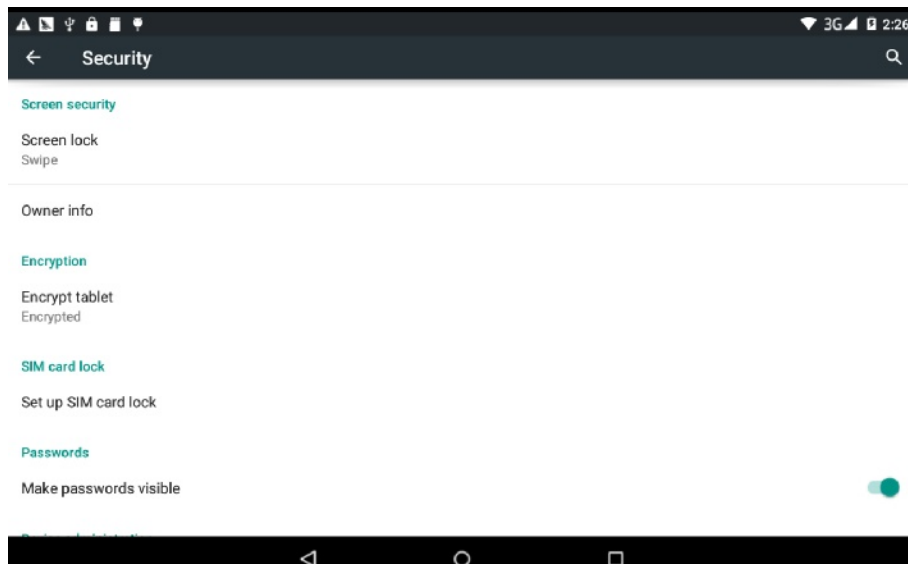 3G 2:26
Security
Screen security
Screen lock
Swipe
Owner info
Encryption
Encrypt tablet
Encrypted
SIM card lock
Set up SIM card lock
Passwords
Make passwords visible